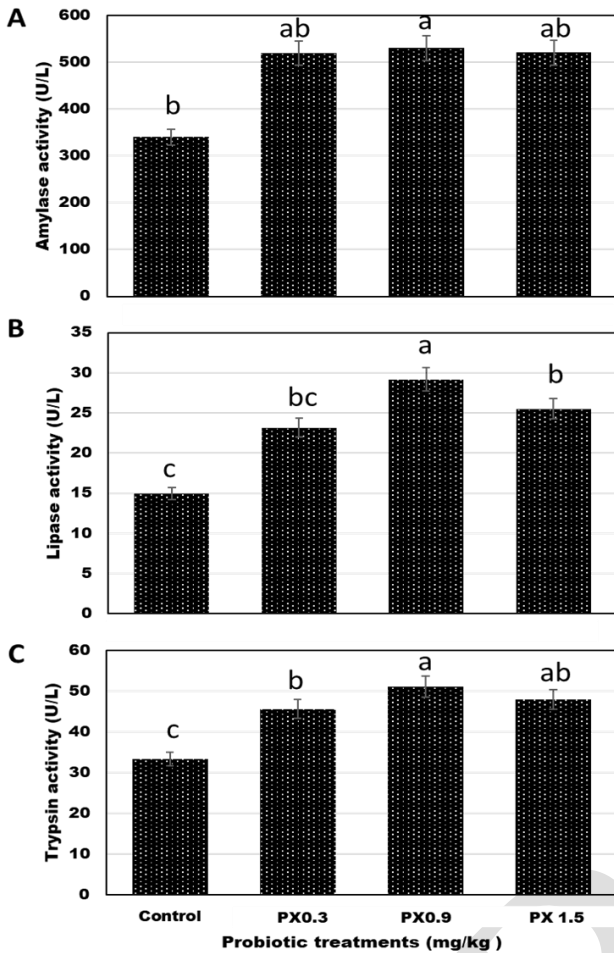 A
600
500
400
300
200
100
0
Amylase activity (U/L)
b
ab
a
ab
B
35
30
25
20
15
10
5
0
Lipase activity (U/L)
c
bc
a
b
C
60
50
40
30
20
10
0
Trypsin activity (U/L)
c
b
a
ab
Control PX0.3 PX0.9 PX 1.5
Probiotic treatments (mg/kg )